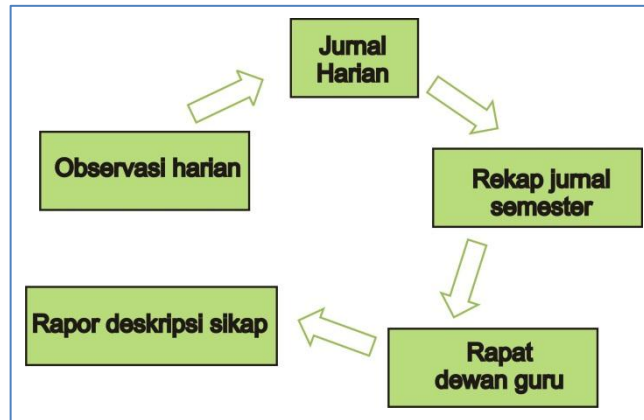 Jurnal
Harian
Observasi harian
Rekap jurnal
semester
Rapor deskripsi sikap
Rapat
dewan guru